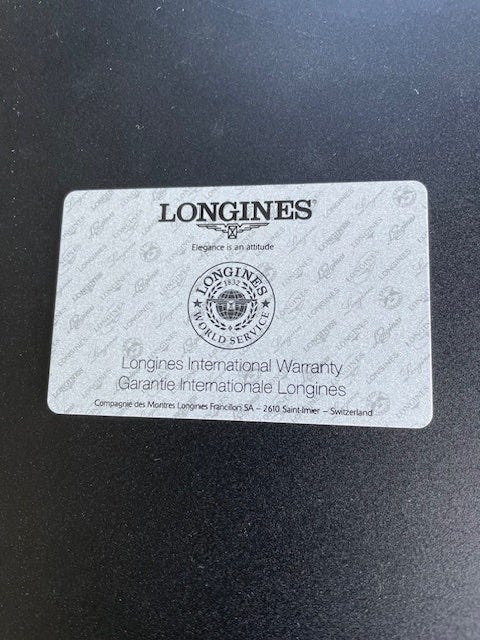 LONGINES®
Elegance is an attitude
LONGINES
1832
WORLD SERVICE
Longines International Warranty
Garantie Internationale Longines
Compagnie des Montres Longines Francillon SA – 2610 Saint-Imier – Switzerland